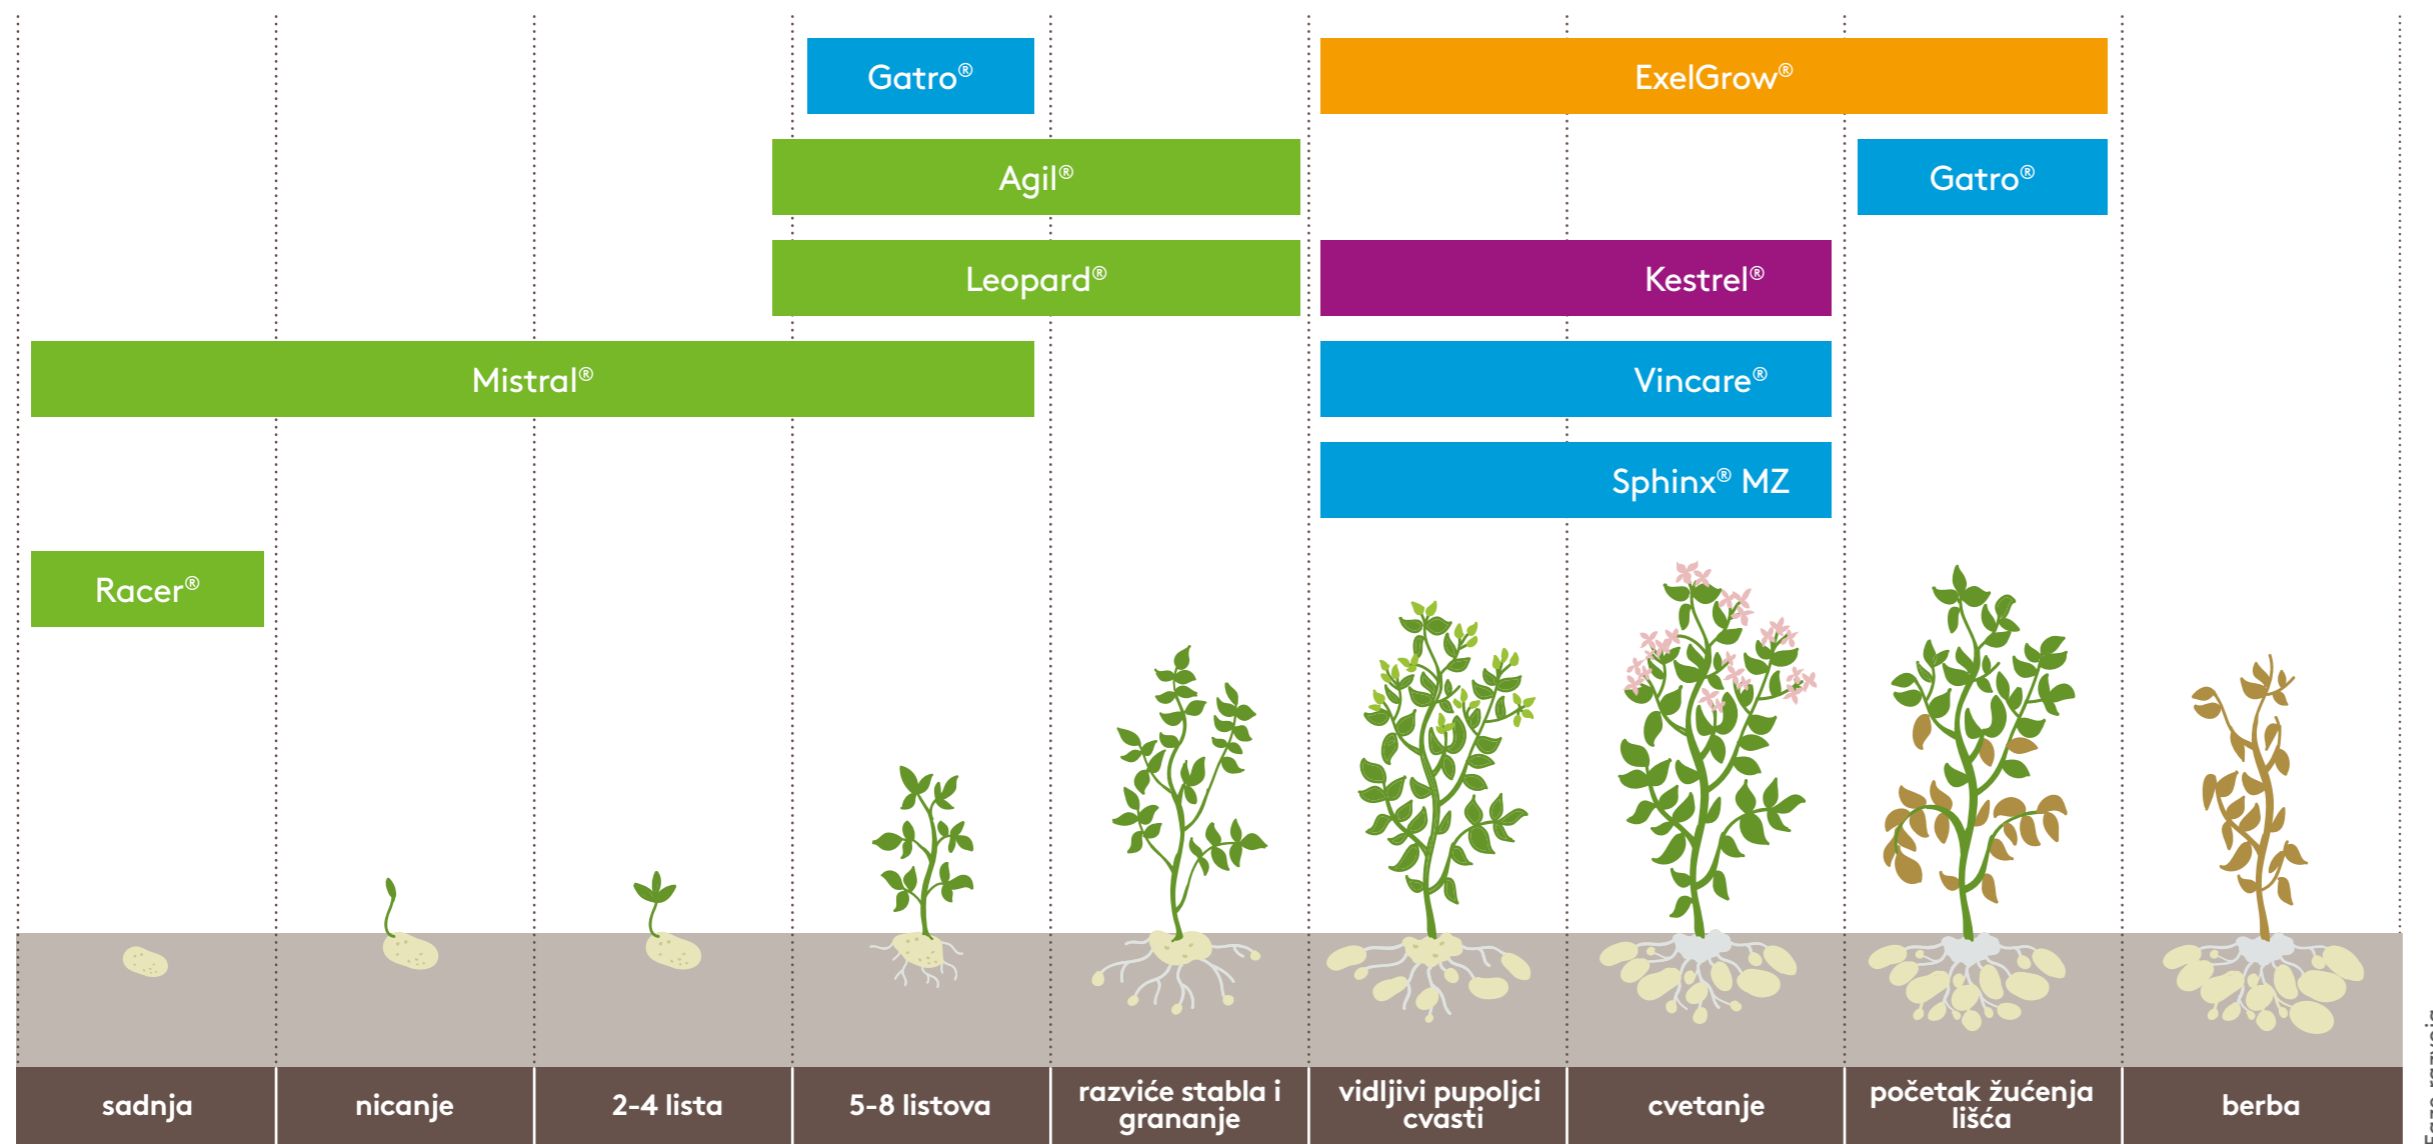 Gatro®
ExelGrow®
Agil®
Gatro®
Leopard®
Kestrel®
Mistral®
Vincare®
Sphinx® MZ
Racer®
sadnja
nicanje
2-4 lista
5-8 listova
razviće stabla i
grananje
vidljivi pupoljci
cvasti
cvetanje
početak žućenja
lišća
berba